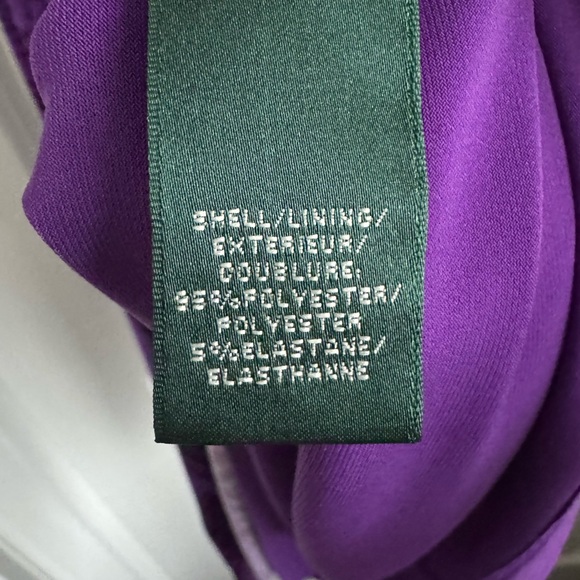 SHELL/LINING/
EXTERIEUR/
DOUBLURE:
95%POLYESTER/
POLYESTER
5%ELASTANE/
ELASTHANNE